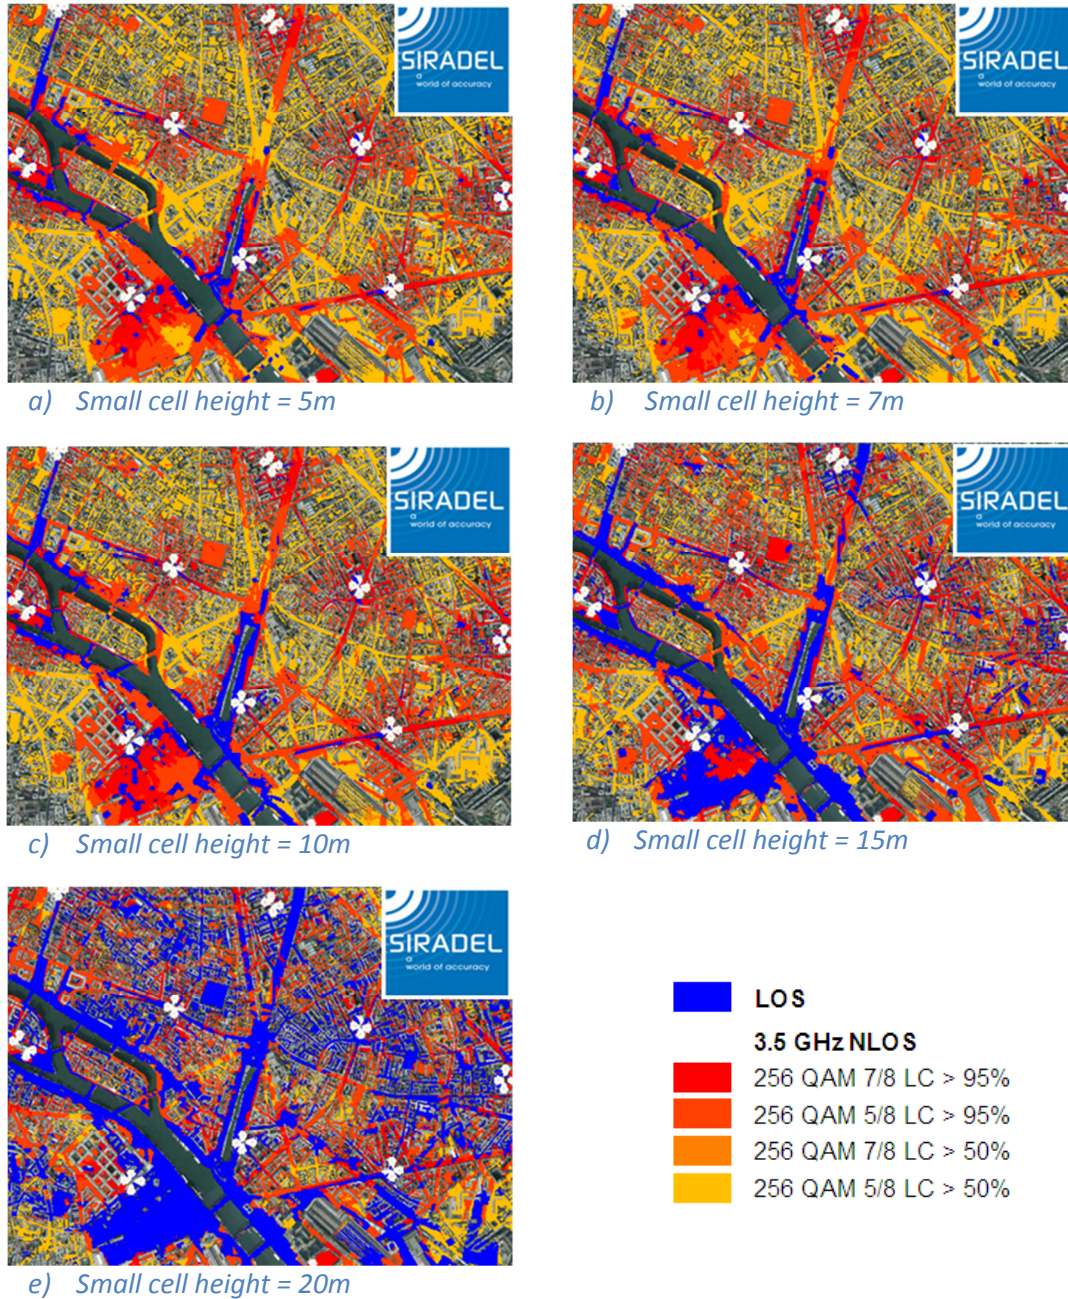 SIRADEL
a
world of accuracy
SIRADEL
a
world of accuracy
a) Small cell height = 5m
b) Small cell height = 7m
SIRADEL
a
world of accuracy
SIRADEL
a
world of accuracy
c) Small cell height = 10m
d) Small cell height = 15m
SIRADEL
a
world of accuracy
LOS
3.5 GHz NLOS
256 QAM 7/8 LC > 95%
256 QAM 5/8 LC > 95%
256 QAM 7/8 LC > 50%
256 QAM 5/8 LC > 50%
e) Small cell height = 20m